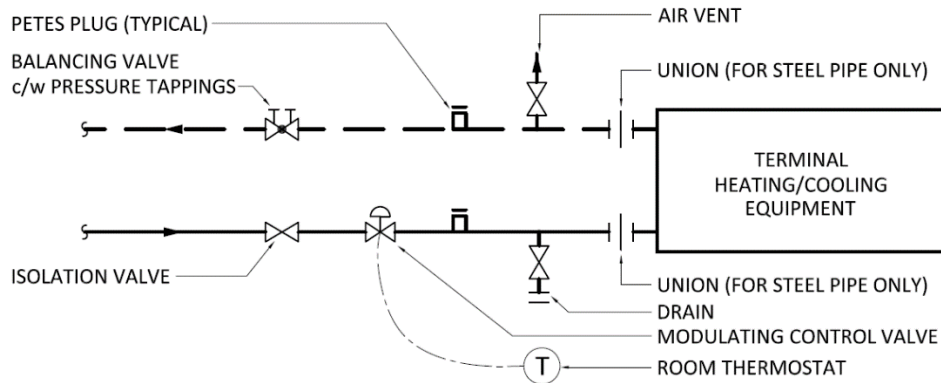 PETES PLUG (TYPICAL)
AIR VENT
BALANCING VALVE
c/w PRESSURE TAPPINGS
UNION (FOR STEEL PIPE ONLY)
TERMINAL
HEATING/COOLING
EQUIPMENT
ISOLATION VALVE
UNION (FOR STEEL PIPE ONLY)
DRAIN
MODULATING CONTROL VALVE
T
ROOM THERMOSTAT